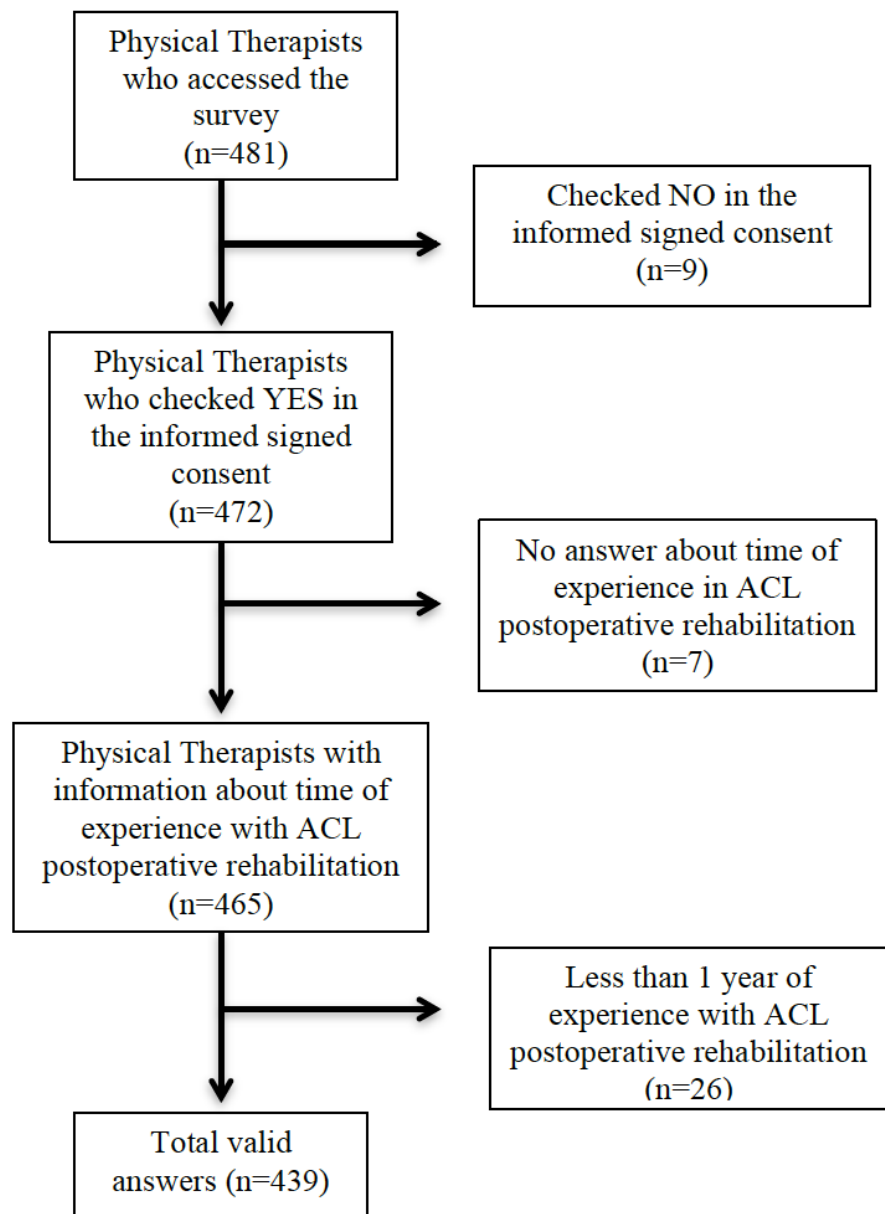 Physical Therapists
who accessed the
survey
(n=481)
Checked NO in the
informed signed consent
(n=9)
Physical Therapists
who checked YES in
the informed signed
consent
(n=472)
No answer about time of
experience in ACL
postoperative rehabilitation
(n=7)
Physical Therapists with
information about time of
experience with ACL
postoperative rehabilitation
(n=465)
Less than 1 year of
experience with ACL
postoperative rehabilitation
(n=26)
Total valid
answers (n=439)